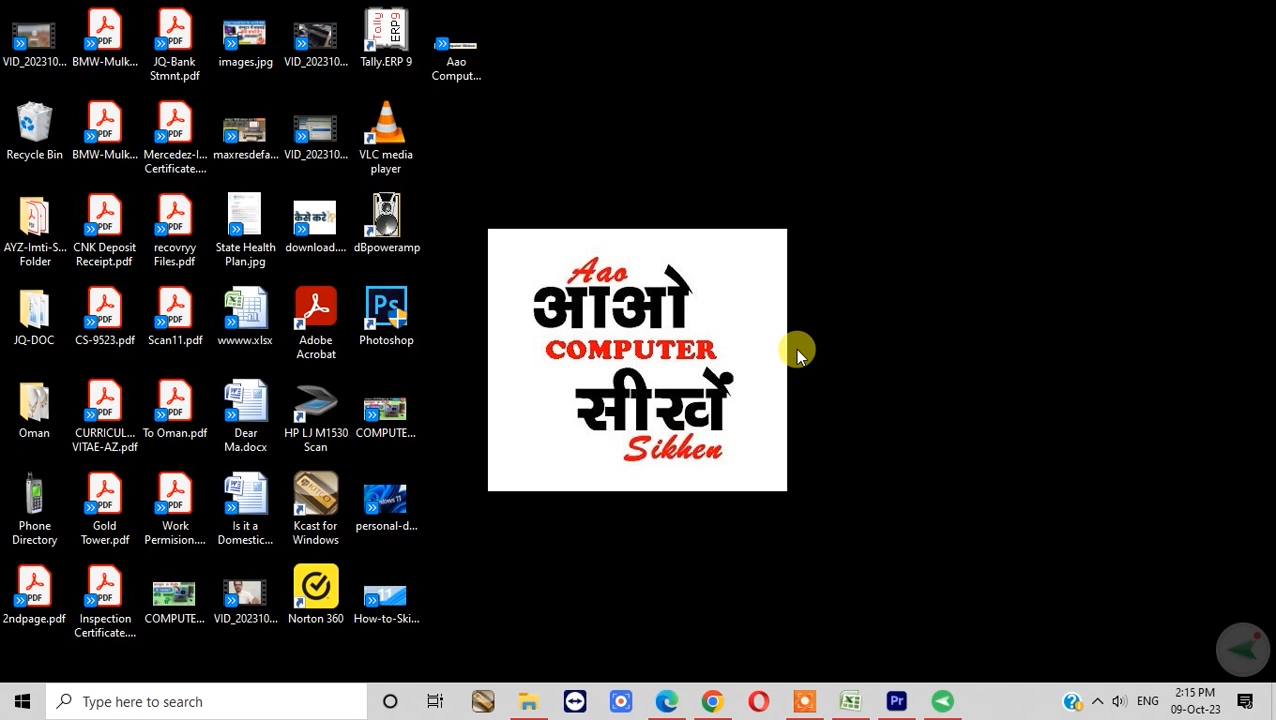 VID_202310...
BMW-Mulk...
JQ-Bank
Stmnt.pdf
images.jpg
VID_202310...
Tally.ERP 9
Aao
Comput...
Recycle Bin
BMW-Mulk...
Mercedez-I...
Certificate....
maxresdefa...
VID_202310...
VLC media
player
AYZ-Imti-S...
Folder
CNK Deposit
Receipt.pdf
recovryy
Files.pdf
State Health
Plan.jpg
कैसे करे?
download....
dBpoweramp
JQ-DOC
CS-9523.pdf
Scan11.pdf
wwww.xlsx
Adobe
Acrobat
Photoshop
Oman
CURRICUL...
VITAE-AZ.pdf
To Oman.pdf
Dear
Ma.docx
HP LJ M1530
Scan
COMPUTE...
Phone
Directory
Gold
Tower.pdf
Work
Permision....
Is it a
Domestic...
Kcast for
Windows
personal-d...
2ndpage.pdf
Inspection
Certificate....
COMPUTE...
VID_202310...
Norton 360
How-to-Ski...
Aao
आओ
COMPUTER
सीखें
Sikhen
Type here to search
ENG
2:15 PM
09-Oct-23